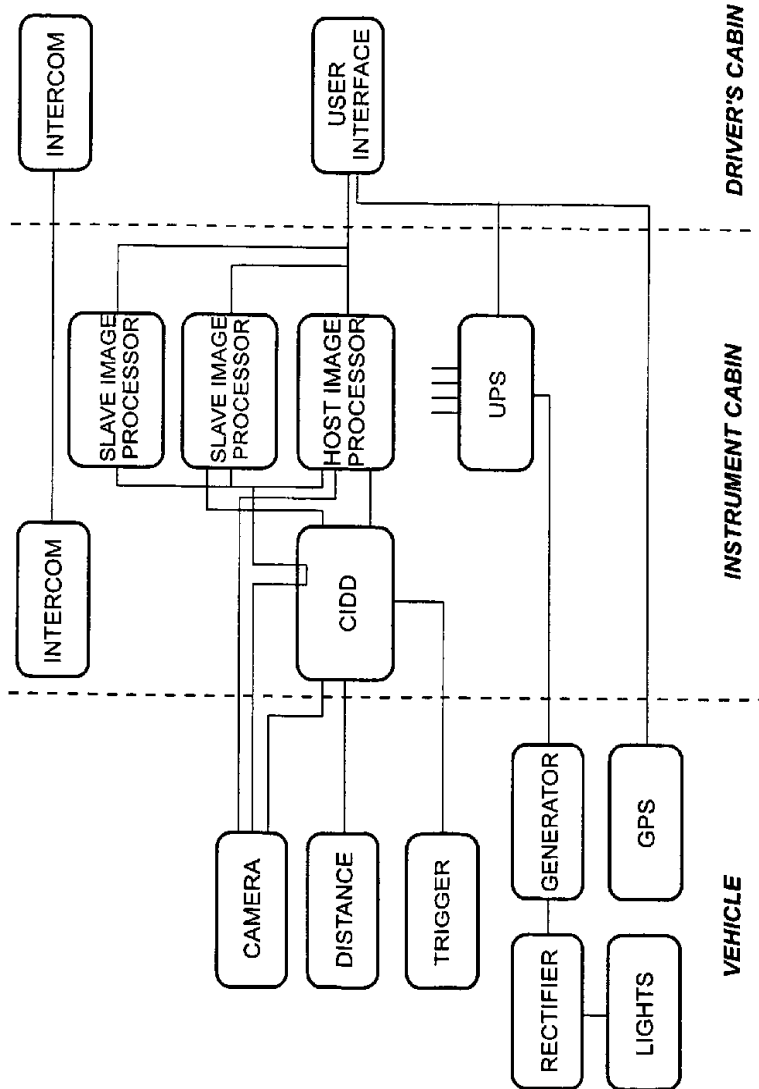 INTERCOM
INTERCOM
SLAVE IMAGE
PROCESSOR
SLAVE IMAGE
PROCESSOR
HOST IMAGE
PROCESSOR
USER
INTERFACE
CAMERA
CIDD
DISTANCE
TRIGGER
UPS
RECTIFIER
GENERATOR
LIGHTS
GPS
VEHICLE
INSTRUMENT CABIN
DRIVER'S CABIN